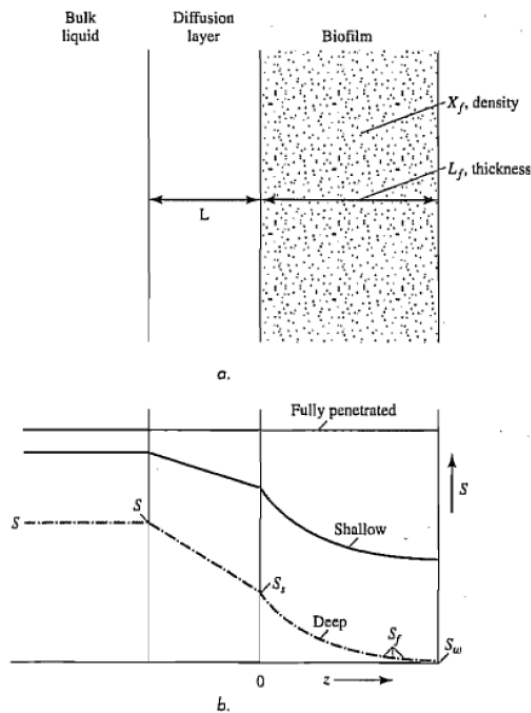 Bulk
liquid
Diffusion
layer
Biofilm
X_f, density
L_f, thickness
L
a.
Fully penetrated
S
Shallow
S
S
S_s
Deep
S_f
S_w
0
z
b.